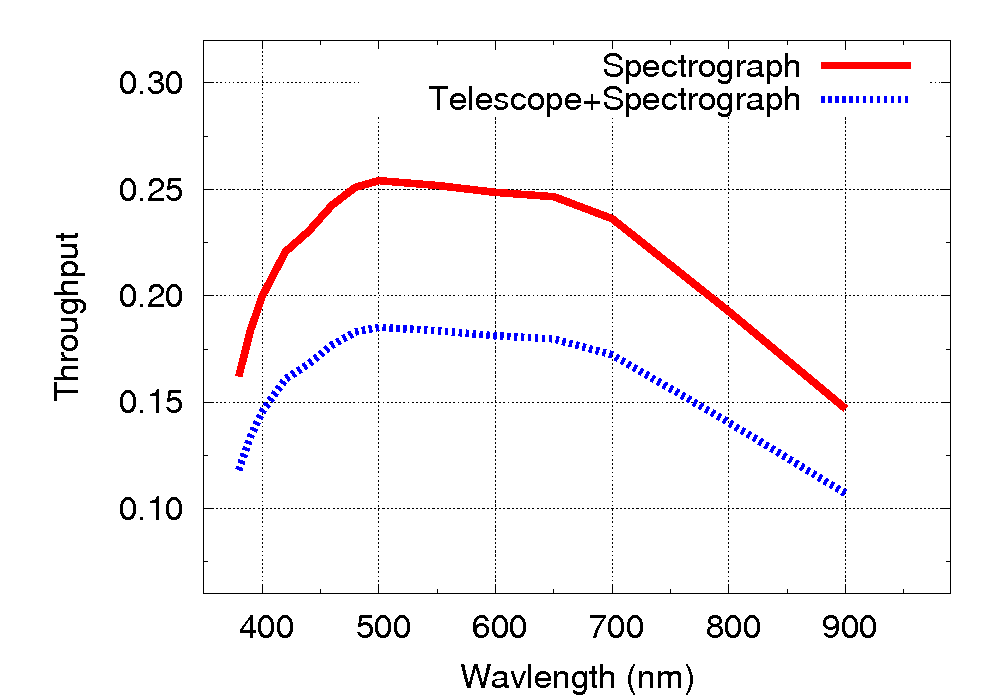 Spectrograph
Telescope+Spectrograph
0.30
0.25
0.20
0.15
0.10
Throughput
400 500 600 700 800 900
Wavlength (nm)